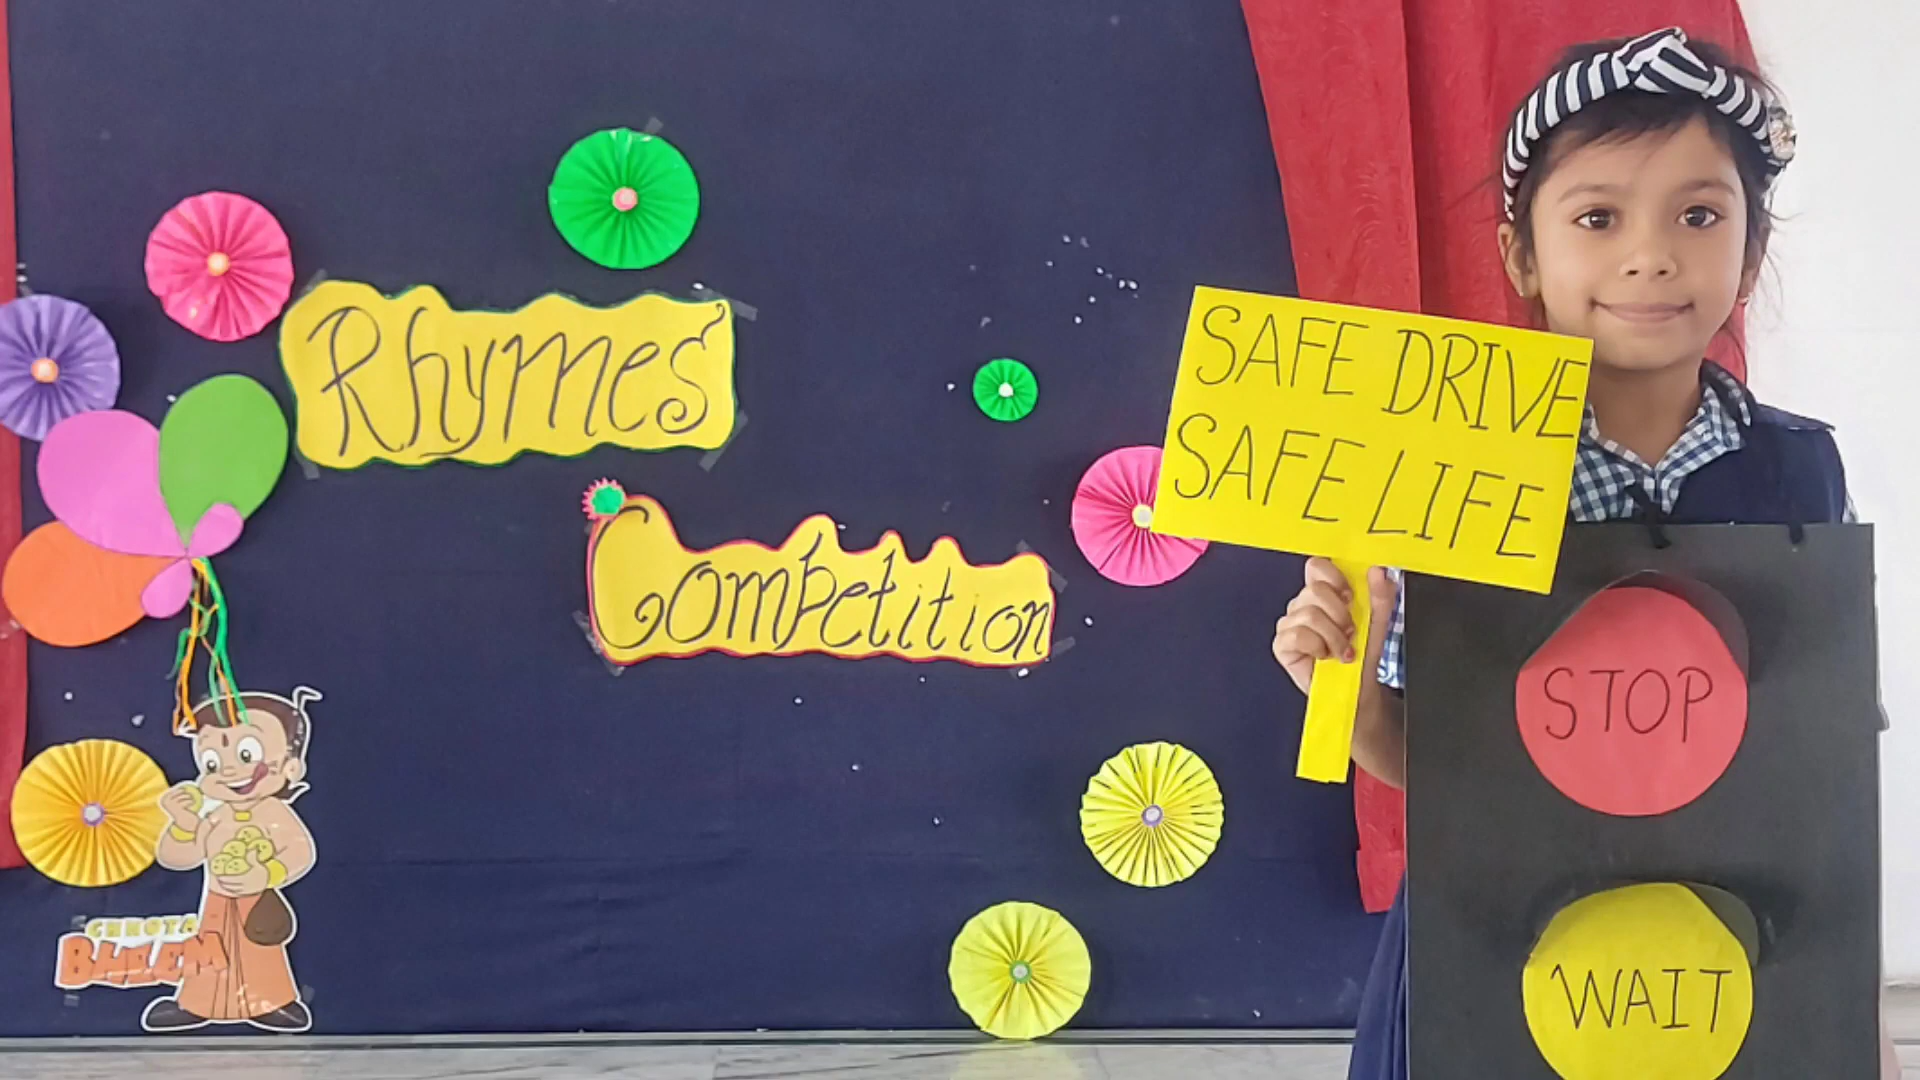 Rhymes
Competition
SAFE DRIVE
SAFE LIFE
STOP
WAIT
CHHOTA
BHEEM